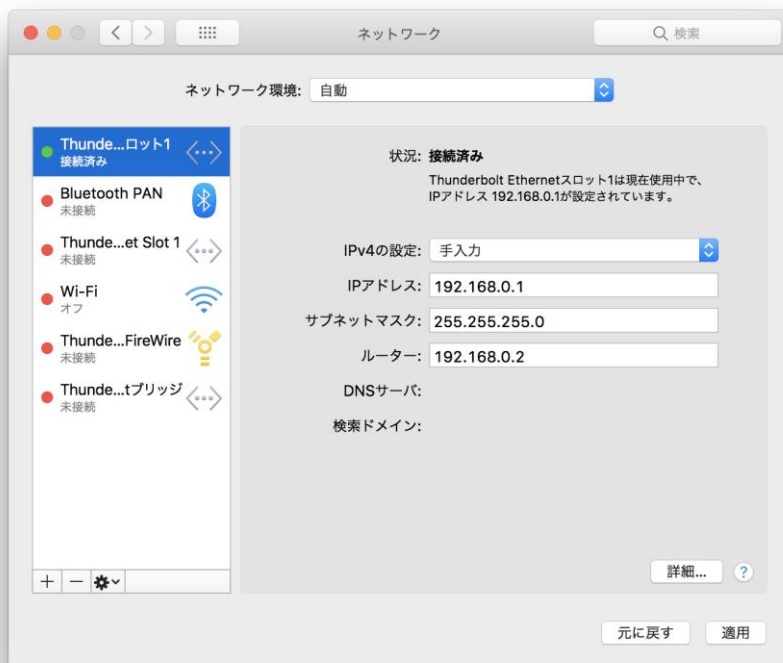 ネットワーク
検索
ネットワーク環境: 自動
Thunde...ロット1
接続済み
Bluetooth PAN
未接続
Thunde...et Slot 1
未接続
Wi-Fi
オフ
Thunde...FireWire
未接続
Thunde...tブリッジ
未接続
状況: 接続済み
Thunderbolt Ethernetスロット1は現在使用中で、
IPアドレス 192.168.0.1が設定されています。
IPv4の設定: 手入力
IPアドレス: 192.168.0.1
サブネットマスク: 255.255.255.0
ルーター: 192.168.0.2
DNSサーバ:
検索ドメイン:
詳細... ?
元に戻す 適用